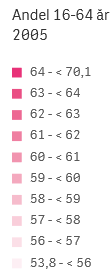 Andel 16-64 år
2005
64 - < 70,1
63 - < 64
62 - < 63
61 - < 62
60 - < 61
59 - < 60
58 - < 59
57 - < 58
56 - < 57
53,8 - < 56